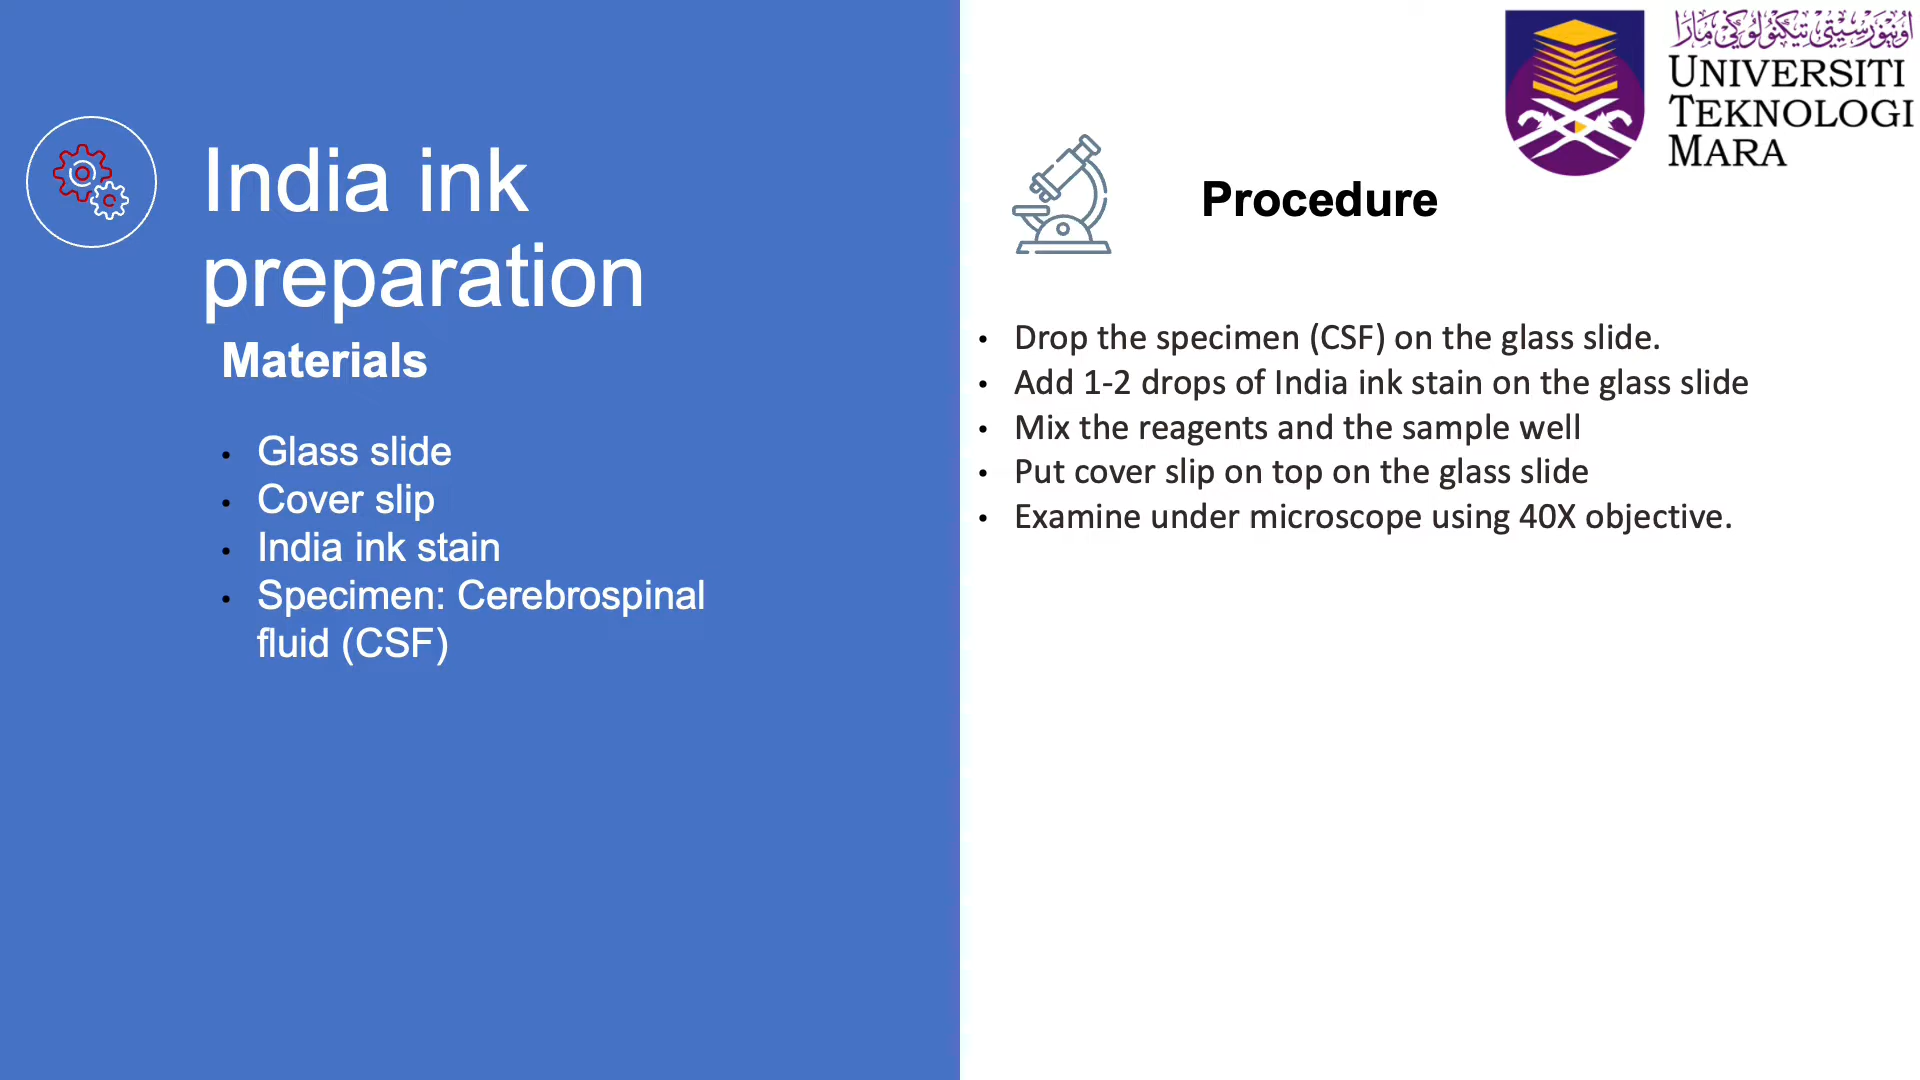 India ink
preparation
Materials
• Glass slide
• Cover slip
• India ink stain
• Specimen: Cerebrospinal
fluid (CSF)
اونيۏرسيتي تيكنولوݢي مارا
UNIVERSITI
TEKNOLOGI
MARA
Procedure
• Drop the specimen (CSF) on the glass slide.
• Add 1-2 drops of India ink stain on the glass slide
• Mix the reagents and the sample well
• Put cover slip on top on the glass slide
• Examine under microscope using 40X objective.